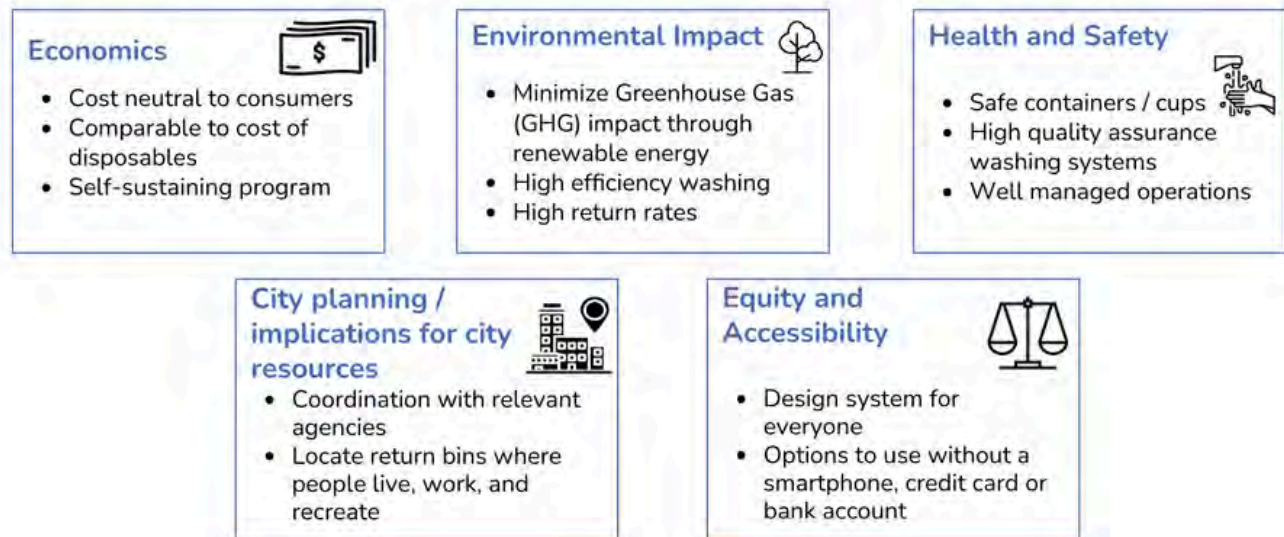 Economics
$
• Cost neutral to consumers
• Comparable to cost of
disposables
• Self-sustaining program
Environmental Impact
• Minimize Greenhouse Gas
(GHG) impact through
renewable energy
• High efficiency washing
• High return rates
Health and Safety
• Safe containers / cups
• High quality assurance
washing systems
• Well managed operations
City planning /
implications for city
resources
• Coordination with relevant
agencies
• Locate return bins where
people live, work, and
recreate
Equity and
Accessibility
• Design system for
everyone
• Options to use without a
smartphone, credit card or
bank account